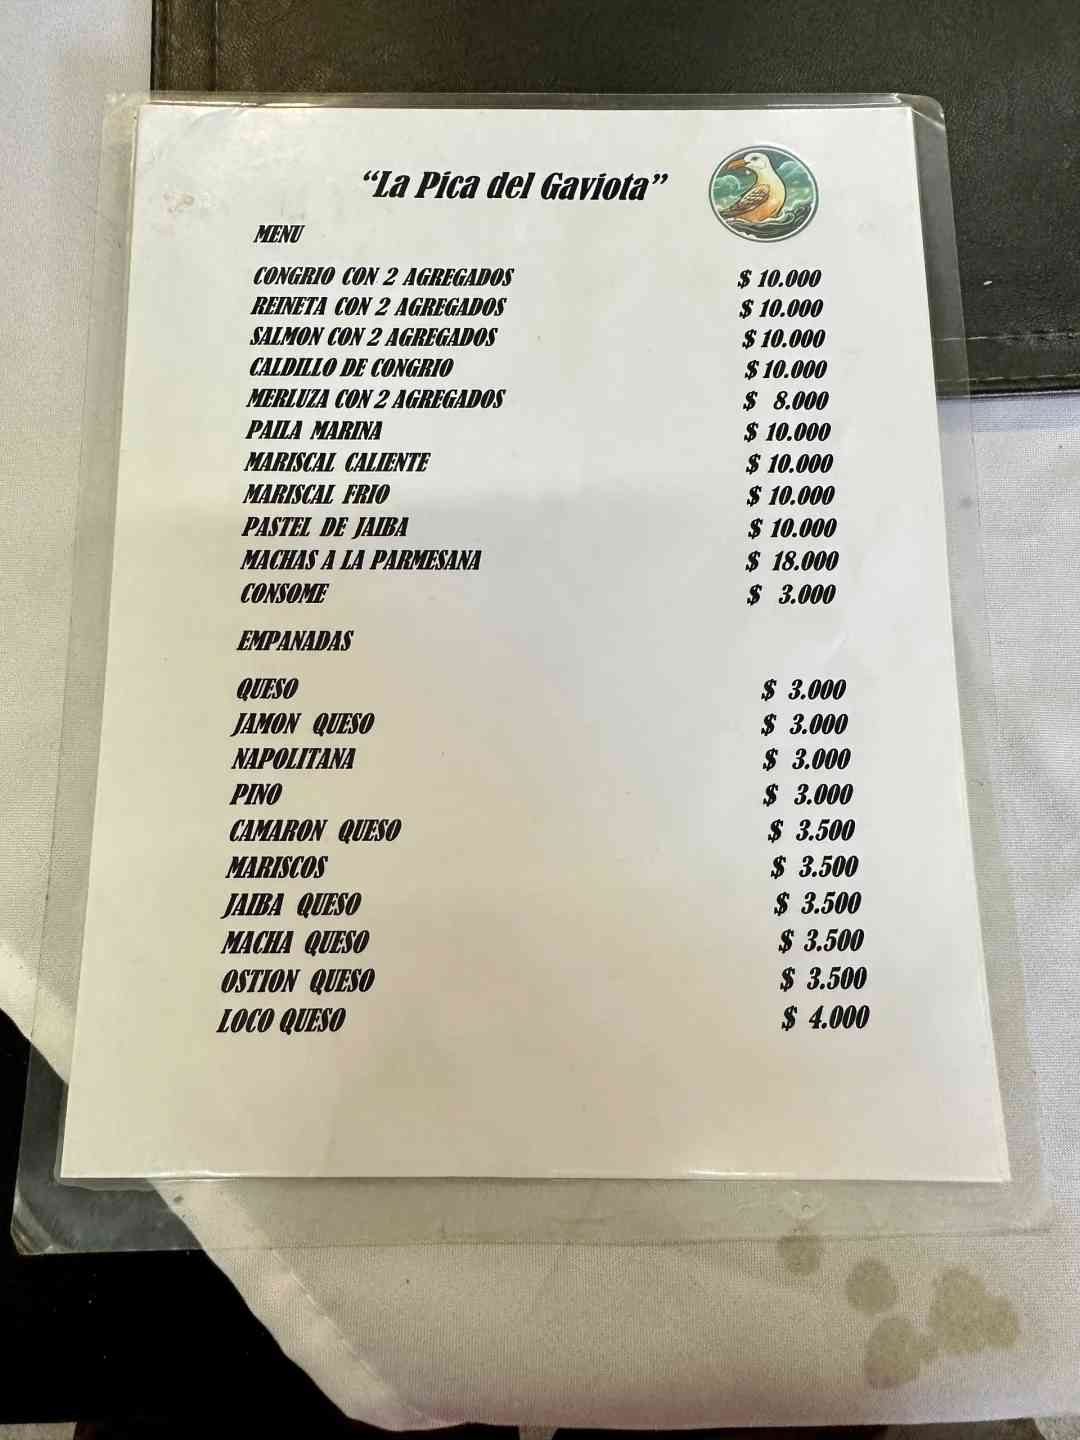 "La Pica del Gaviota"
MENU
CONGRIO CON 2 AGREGADOS $ 10.000
REINETA CON 2 AGREGADOS $ 10.000
SALMON CON 2 AGREGADOS $ 10.000
CALDILLO DE CONGRIO $ 10.000
MERLUZA CON 2 AGREGADOS $ 8.000
PAILA MARINA $ 10.000
MARISCAL CALIENTE $ 10.000
MARISCAL FRIO $ 10.000
PASTEL DE JAIBA $ 10.000
MACHAS A LA PARMESANA $ 18.000
CONSOME $ 3.000
EMPANADAS
QUESO $ 3.000
JAMON QUESO $ 3.000
NAPOLITANA $ 3.000
PINO $ 3.000
CAMARON QUESO $ 3.500
MARISCOS $ 3.500
JAIBA QUESO $ 3.500
MACHA QUESO $ 3.500
OSTION QUESO $ 3.500
LOCO QUESO $ 4.000